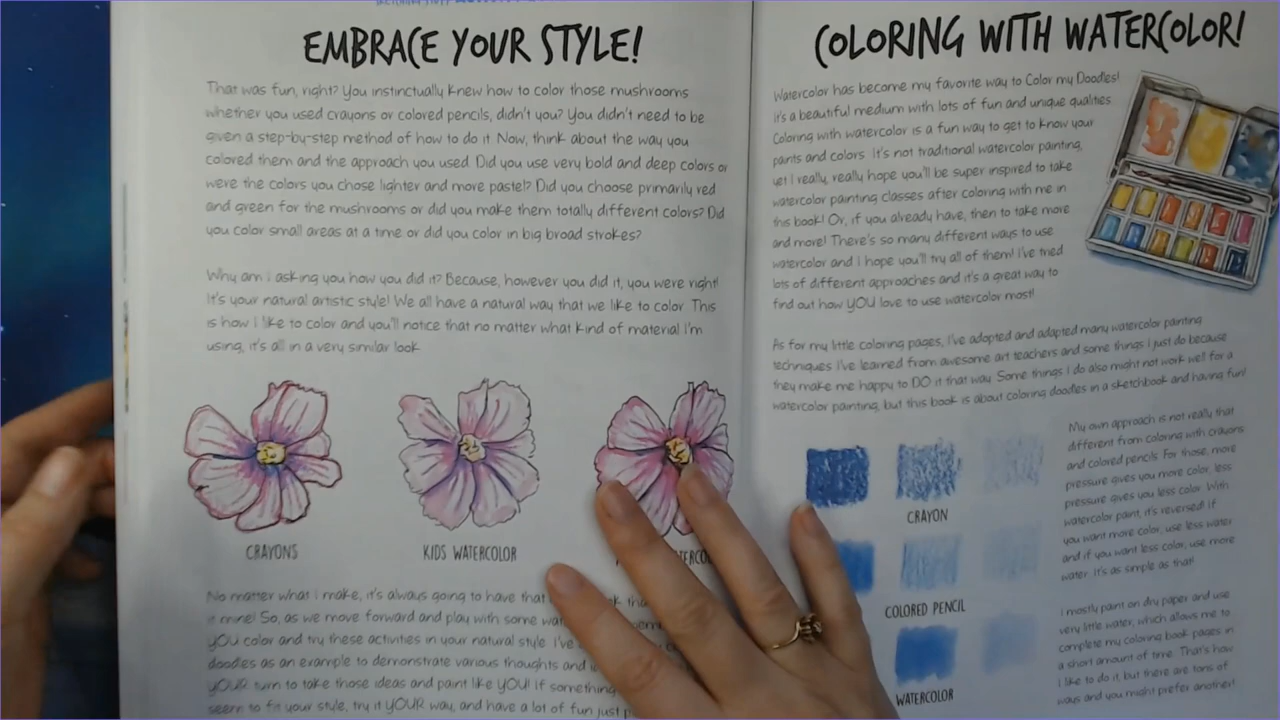 EMBRACE YOUR STYLE!
That was fun, right? You instinctually knew how to color those mushrooms
whether you used crayons or colored pencils, didn't you? You didn't need to be
given a step-by-step method of how to do it. Now, think about the way you
colored them and the approach you used. Did you use very bold and deep colors or
were the colors you chose lighter and more pastel? Did you choose primarily red
and green for the mushrooms or did you make them totally different colors? Did
you color small areas at a time or did you color in big broad strokes?
Why am I asking you how you did it? Because, however you did it, you were right!
It's your natural artistic style! We all have a natural way that we like to color. This
is how I like to color and you'll notice that no matter what kind of material I'm
using, it's all in a very similar look
CRAYONS
KIDS WATERCOLOR
No matter what I make, it's always going to have that
it mine! So, as we move forward and play with some
YOU color and try these activities in your natural style. I've
doodles as an example to demonstrate various thoughts and
YOUR turn to take those ideas and paint like YOU! If something
seem to fit your style, try it YOUR way, and have a lot of fun just
COLORING WITH WATERCOLOR!
Watercolor has become my favorite way to Color my Doodles!
It's a beautiful medium with lots of fun and unique qualities.
Coloring with watercolor is a fun way to get to know your
paints and colors. It's not traditional watercolor painting,
yet I really, really hope you'll be super inspired to take
watercolor painting classes after coloring with me in
this book! Or, if you already have, then to take more
and more! There's so many different ways to use
watercolor and I hope you'll try all of them! I've tried
lots of different approaches and it's a great way to
find out how YOU love to use watercolor most!
As for my little coloring pages, I've adopted and adapted many watercolor painting
techniques I've learned from awesome art teachers and some things I just do because
they make me happy to DO it that way. Some things I do also might not work well for a
watercolor painting, but this book is about coloring doodles in a sketchbook and having fun!
My own approach is not really that
different from coloring with crayons
and colored pencils. For those, more
pressure gives you more color, less
pressure gives you less color. With
watercolor paint, it's reversed! If
you want more color, use less water
and if you want less color, use more
water. It's as simple as that!
CRAYON
COLORED PENCIL
WATERCOLOR
I mostly paint on dry paper and use
very little water, which allows me to
complete my coloring book pages in
a short amount of time. That's how
I like to do it, but there are tons of
ways and you might prefer another!